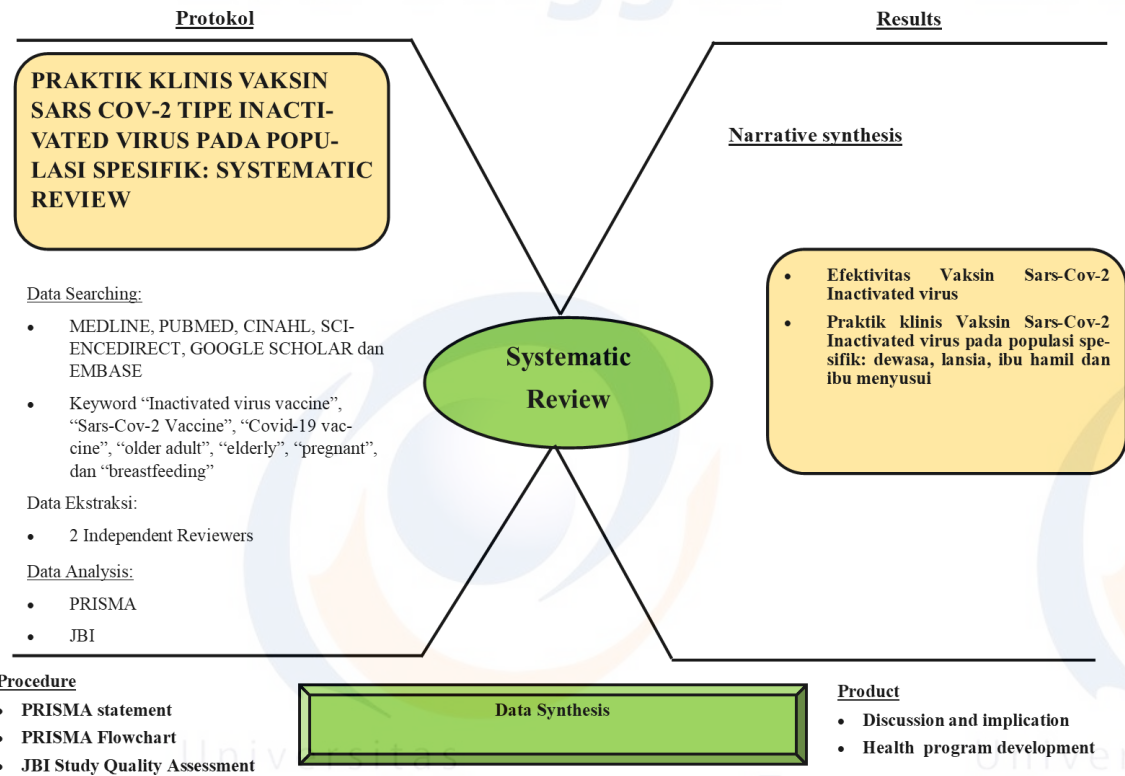 Protokol
PRAKTIK KLINIS VAKSIN
SARS COV-2 TIPE INACTI-
VATED VIRUS PADA POPU-
LASI SPESIFIK: SYSTEMATIC
REVIEW
Data Searching:
• MEDLINE, PUBMED, CINAHL, SCI-
ENCEDIRECT, GOOGLE SCHOLAR dan
EMBASE
• Keyword “Inactivated virus vaccine”,
“Sars-Cov-2 Vaccine”, “Covid-19 vac-
cine”, “older adult”, “elderly”, “pregnant”,
dan “breastfeeding”
Data Ekstraksi:
• 2 Independent Reviewers
Data Analysis:
• PRISMA
• JBI
Systematic
Review
Results
Narrative synthesis
• Efektivitas Vaksin Sars-Cov-2
Inactivated virus
• Praktik klinis Vaksin Sars-Cov-2
Inactivated virus pada populasi spe-
sifik: dewasa, lansia, ibu hamil dan
ibu menyusui
Procedure
• PRISMA statement
• PRISMA Flowchart
• JBI Study Quality Assessment
Data Synthesis
Product
• Discussion and implication
• Health program development
Universitas